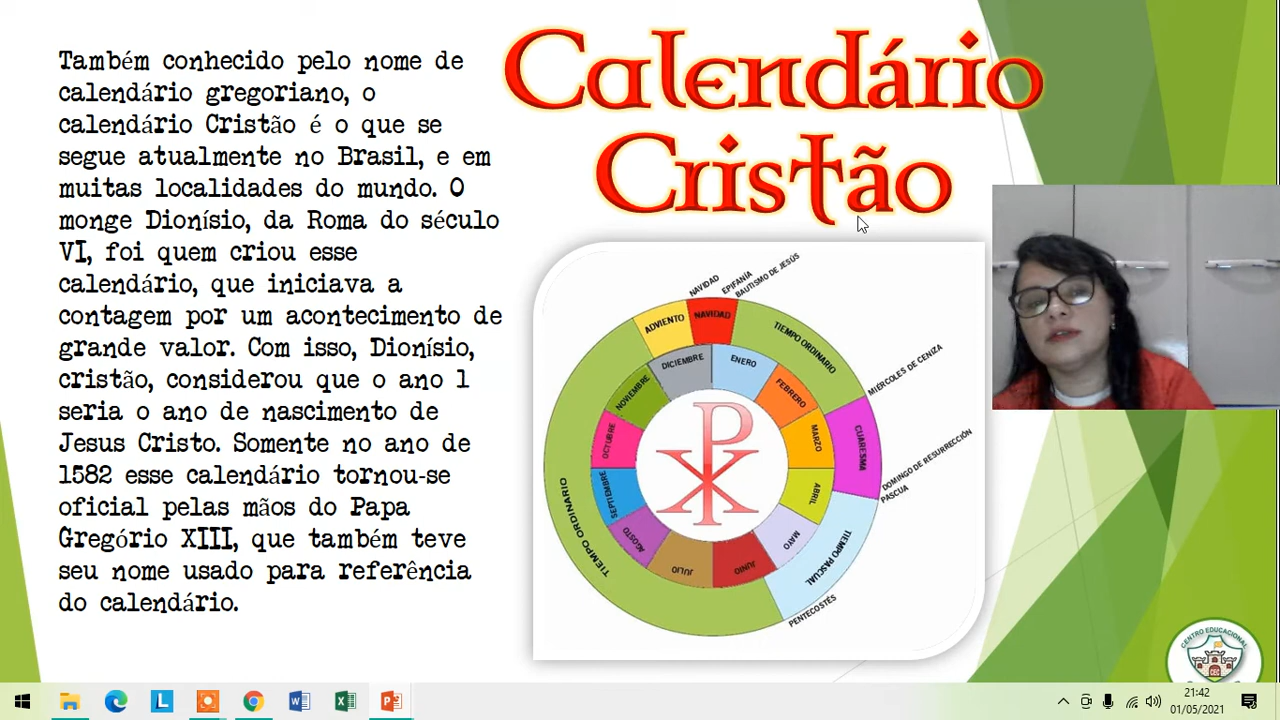 Também conhecido pelo nome de
calendário gregoriano, o
calendário Cristão é o que se
segue atualmente no Brasil, e em
muitas localidades do mundo. O
monge Dionísio, da Roma do século
VI, foi quem criou esse
calendário, que iniciava a
contagem por um acontecimento de
grande valor. Com isso, Dionísio,
cristão, considerou que o ano 1
seria o ano de nascimento de
Jesus Cristo. Somente no ano de
1582 esse calendário tornou-se
oficial pelas mãos do Papa
Gregório XIII, que também teve
seu nome usado para referência
do calendário.
Calendário
Cristão
NAVIDAD
EPIFANÍA
BAUTISMO DE JESÚS
ADVIENTO
NAVIDAD
TIEMPO ORDINARIO
MIÉRCOLES DE CENIZA
CUARESMA
DOMINGO DE RESURRECCIÓN
PASCUA
TIEMPO PASCUAL
PENTECOSTÉS
TIEMPO ORDINARIO
DICIEMBRE
ENERO
FEBRERO
MARZO
ABRIL
MAYO
JUNIO
JULIO
AGOSTO
SEPTIEMBRE
OCTUBRE
NOVIEMBRE
CENTRO EDUCACIONAL
CEC
21:42
01/05/2021